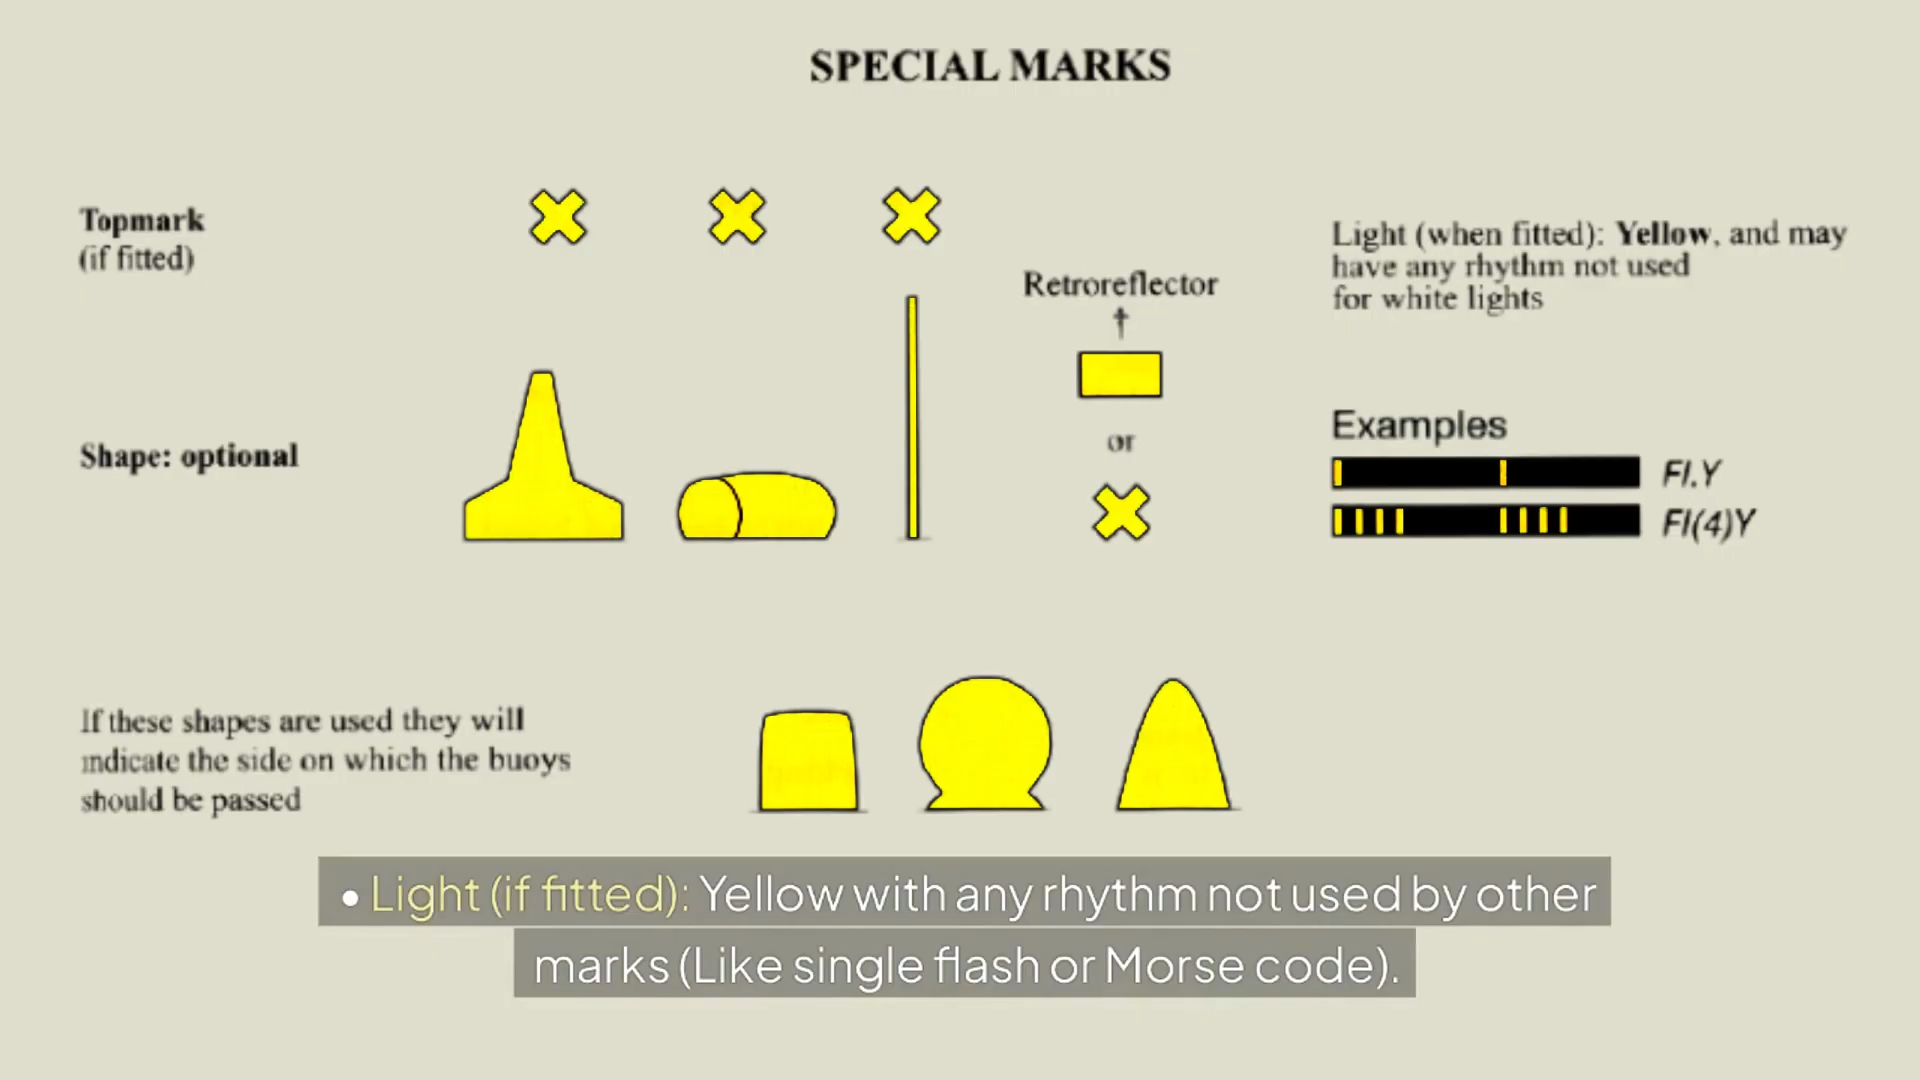 SPECIAL MARKS
Topmark
(if fitted)
Shape: optional
Retroreflector
†
or
Light (when fitted): Yellow, and may
have any rhythm not used
for white lights
Examples
Fl.Y
Fl(4)Y
If these shapes are used they will
indicate the side on which the buoys
should be passed
• Light (if fitted): Yellow with any rhythm not used by other
marks (Like single flash or Morse code).